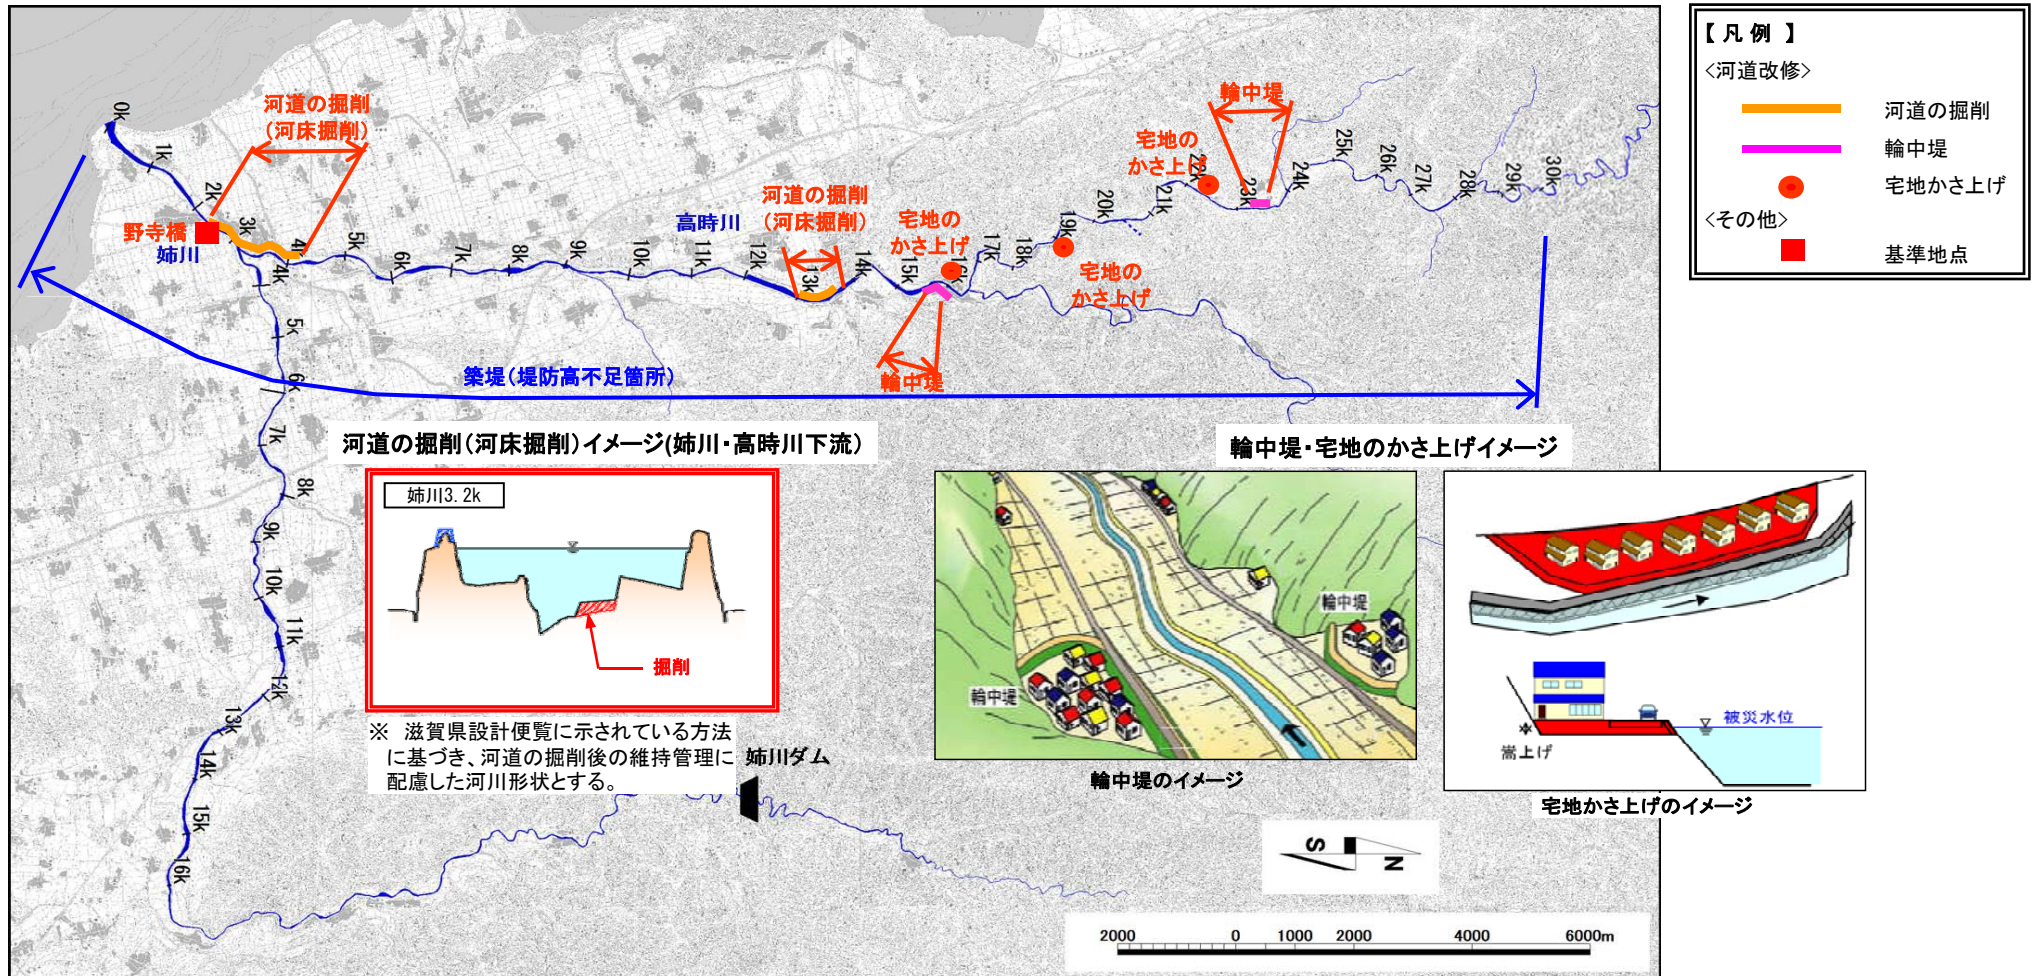 【 凡 例 】
<河道改修>
河道の掘削
輪中堤
宅地かさ上げ
<その他>
基準地点
河道の掘削
(河床掘削)
野寺橋
姉川
高時川
河道の掘削
(河床掘削)
宅地の
かさ上げ
輪中堤
宅地の
かさ上げ
宅地の
かさ上げ
輪中堤
0k
1k
2k
3k
4k
5k
6k
7k
8k
9k
10k
11k
12k
13k
14k
15k
16k
17k
18k
19k
20k
21k
22k
23k
24k
25k
26k
27k
28k
29k
30k
4k
5k
6k
7k
8k
9k
10k
11k
12k
13k
14k
15k
16k
築堤(堤防高不足箇所)
河道の掘削(河床掘削)イメージ(姉川・高時川下流)
姉川3.2k
掘削
※ 滋賀県設計便覧に示されている方法
に基づき、河道の掘削後の維持管理に
配慮した河川形状とする。
姉川ダム
輪中堤・宅地のかさ上げイメージ
輪中堤
輪中堤
輪中堤のイメージ
被災水位
嵩上げ
宅地かさ上げのイメージ
S
N
2000 0 1000 2000 4000 6000m